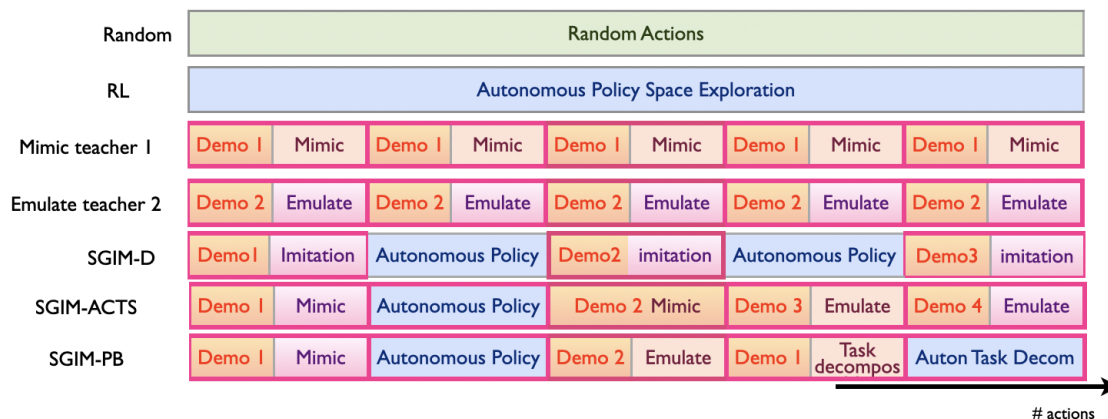 Random Random Actions
RL Autonomous Policy Space Exploration
Mimic teacher 1 Demo 1 Mimic Demo 1 Mimic Demo 1 Mimic Demo 1 Mimic Demo 1 Mimic
Emulate teacher 2 Demo 2 Emulate Demo 2 Emulate Demo 2 Emulate Demo 2 Emulate Demo 2 Emulate
SGIM-D Demo1 Imitation Autonomous Policy Demo2 imitation Autonomous Policy Demo3 imitation
SGIM-ACTS Demo 1 Mimic Autonomous Policy Demo 2 Mimic Demo 3 Emulate Demo 4 Emulate
SGIM-PB Demo 1 Mimic Autonomous Policy Demo 2 Emulate Demo 1 Task decompos Auton Task Decom
# actions